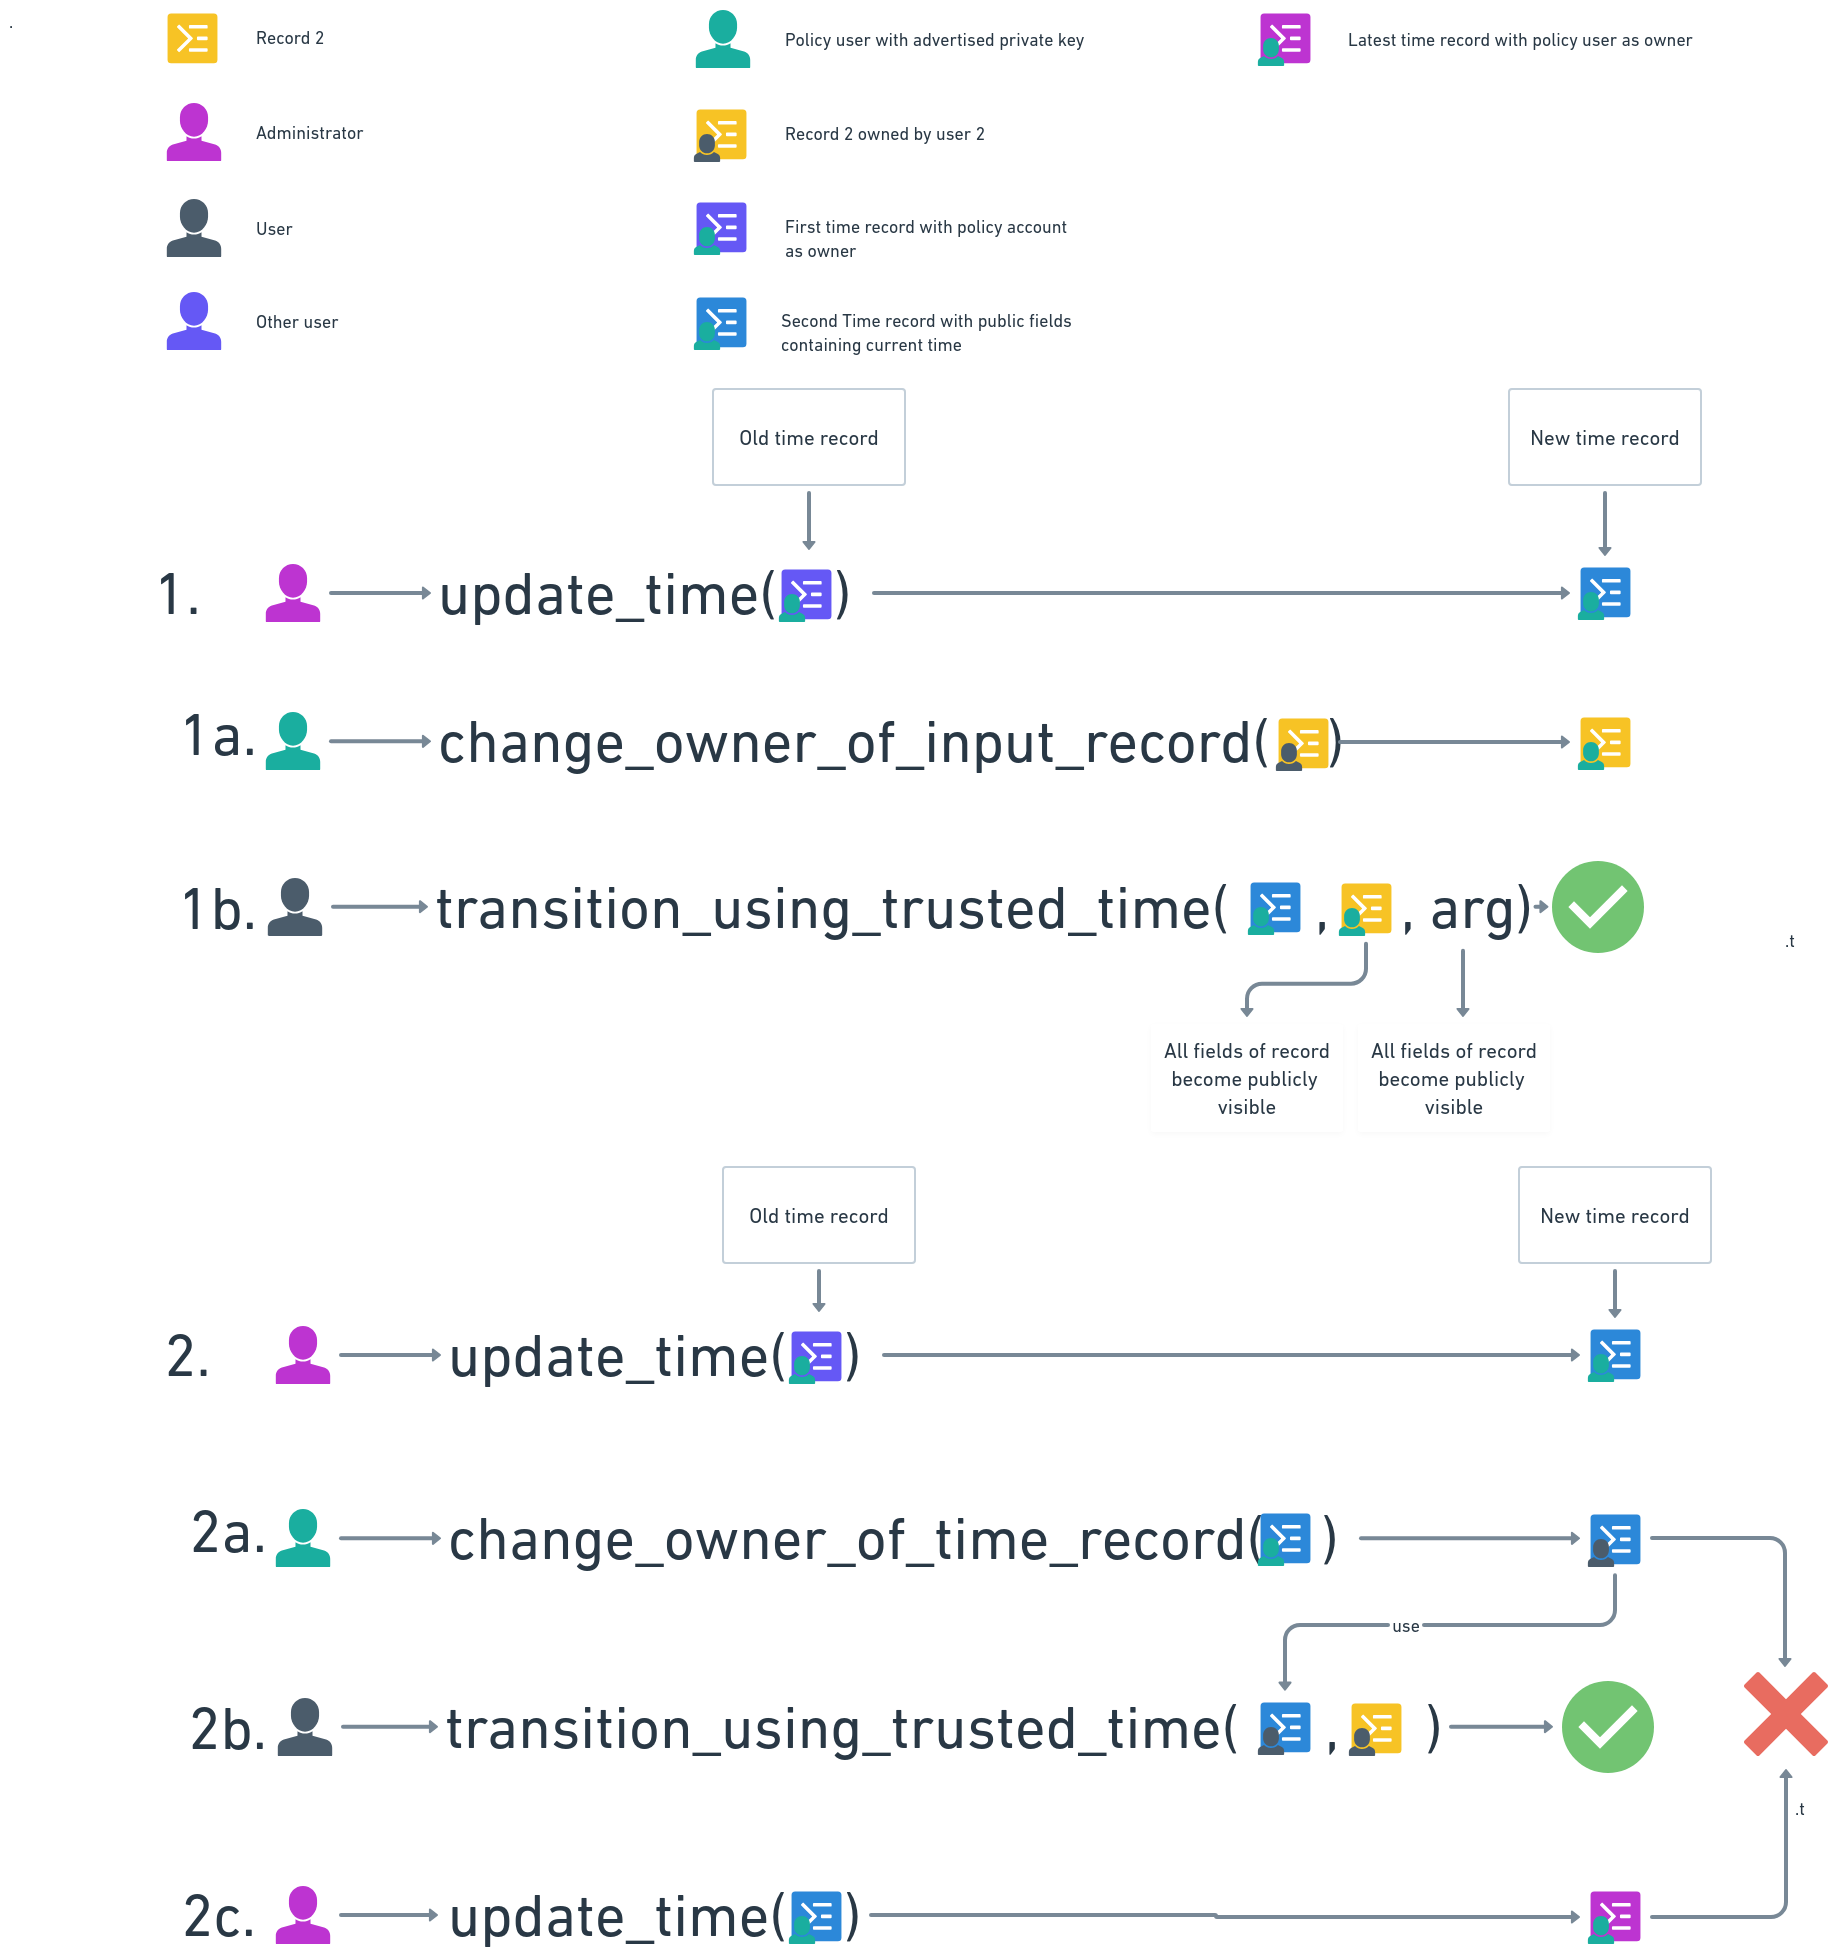 .
Record 2
Policy user with advertised private key
Latest time record with policy user as owner
Administrator
Record 2 owned by user 2
User
First time record with policy account
as owner
Other user
Second Time record with public fields
containing current time
Old time record
New time record
1.
update_time( )
1a.
change_owner_of_input_record( )
1b.
transition_using_trusted_time( , , arg)
.t
All fields of record
become publicly
visible
All fields of record
become publicly
visible
Old time record
New time record
2.
update_time( )
2a.
change_owner_of_time_record( )
use
2b.
transition_using_trusted_time( , )
.t
2c.
update_time( )